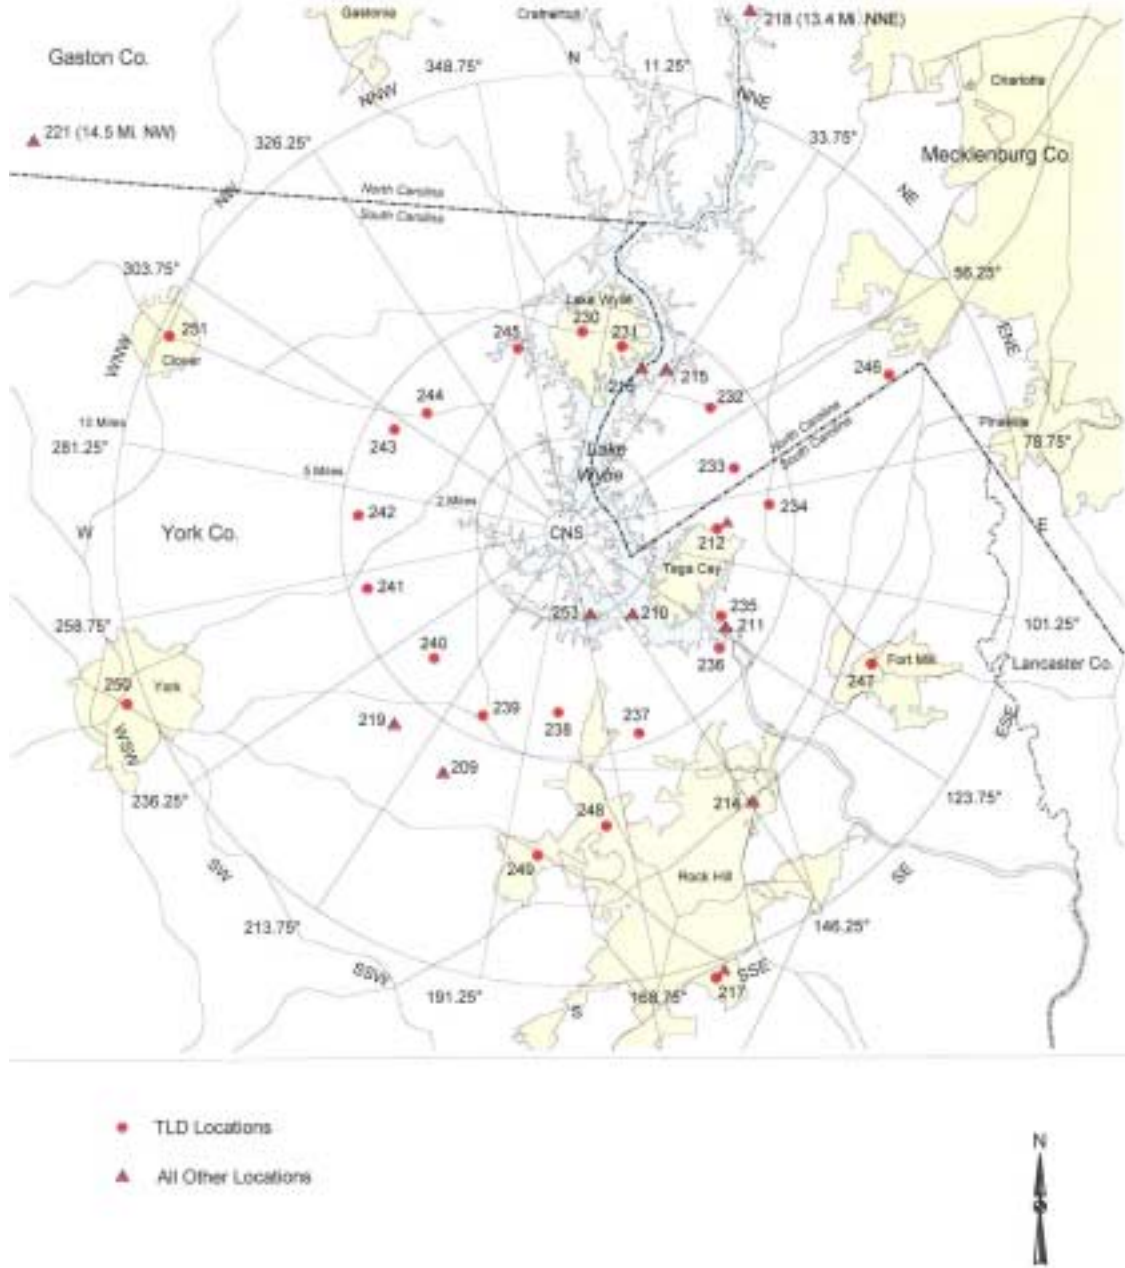 Gastonia
Cramerton
218 (13.4 Mi. NNE)
Gaston Co.
348.75°
N
11.25°
Charlotte
NNW
NNE
221 (14.5 Mi. NW)
326.25°
33.75°
Mecklenburg Co.
NW
North Carolina
South Carolina
NE
303.75°
56.25°
Lake Wylie
230
231
245
251
Clover
WNW
ENE
216
215
246
244
232
10 Miles
243
North Carolina
South Carolina
Pineville
281.25°
78.75°
Lake
Wylie
5 Miles
233
2 Miles
234
242
W
York Co.
CNS
212
E
Tega Cay
241
253
210
235
211
258.75°
101.25°
240
236
247
Fort Mill
Lancaster Co.
259
York
219
239
238
237
WSW
ESE
209
236.25°
248
214
123.75°
249
Rock Hill
SW
SE
213.75°
146.25°
SSW
SSE
191.25°
168.75°
217
S
TLD Locations
All Other Locations
N